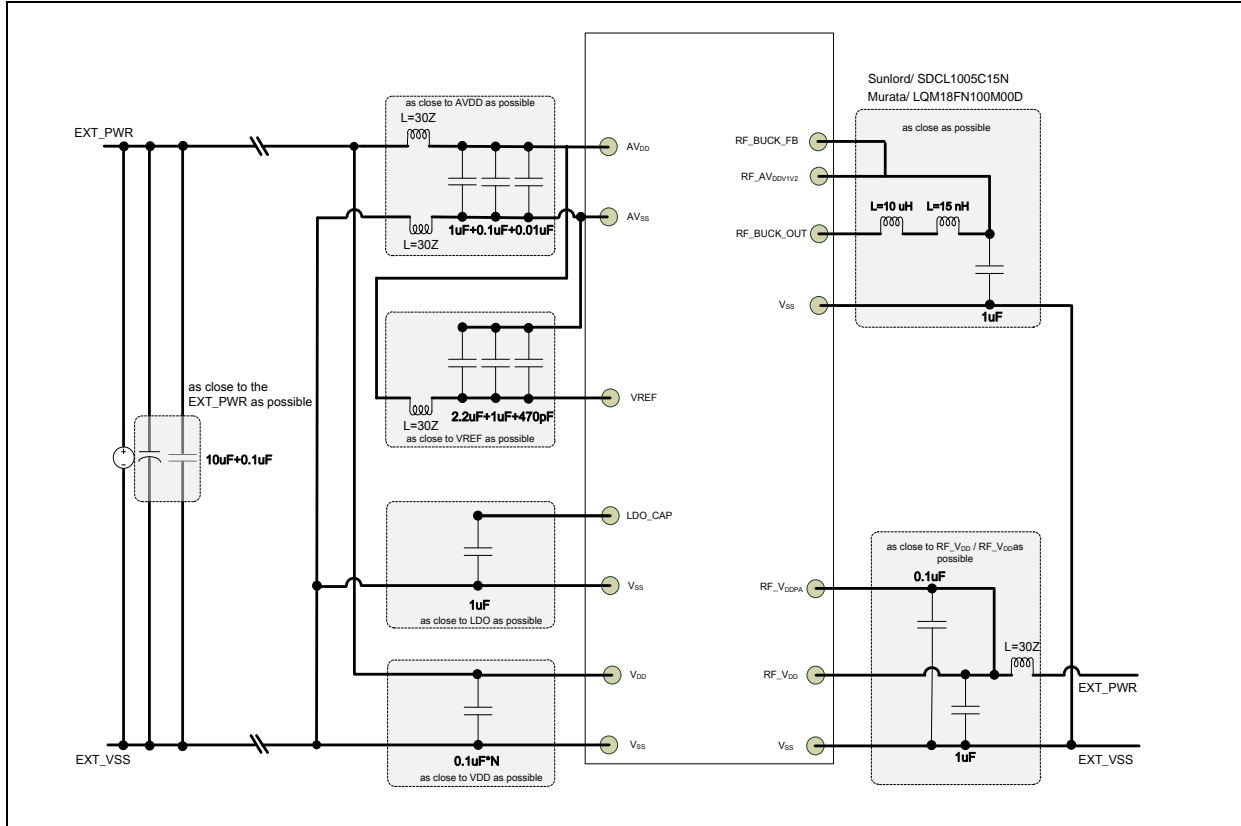 Sunlord/ SDCL1005C15N
Murata/ LQM18FN100M00D
as close to AVDD as possible
L=30Z
EXT_PWR
AVDD
AVSS
L=30Z
1uF+0.1uF+0.01uF
as close as possible
RF_BUCK_FB
RF_AVDDV1V2
L=10 uH
L=15 nH
RF_BUCK_OUT
VSS
1uF
as close to the
EXT_PWR as possible
10uF+0.1uF
VREF
L=30Z
2.2uF+1uF+470pF
as close to VREF as possible
LDO_CAP
VSS
1uF
as close to LDO as possible
VDD
VSS
0.1uF*N
as close to VDD as possible
EXT_VSS
as close to RF_VDD / RF_VDDas
possible
0.1uF
RF_VDDPA
L=30Z
RF_VDD
EXT_PWR
VSS
1uF
EXT_VSS